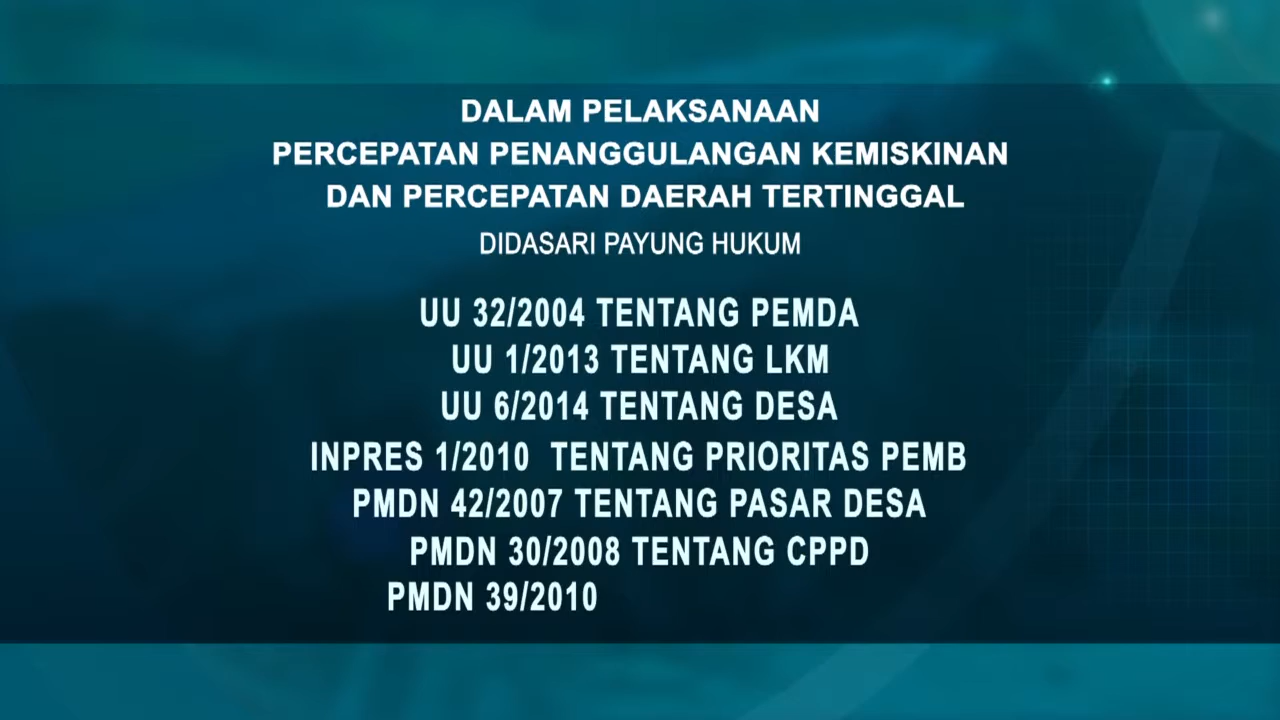 DALAM PELAKSANAAN
PERCEPATAN PENANGGULANGAN KEMISKINAN
DAN PERCEPATAN DAERAH TERTINGGAL
DIDASARI PAYUNG HUKUM
UU 32/2004 TENTANG PEMDA
UU 1/2013 TENTANG LKM
UU 6/2014 TENTANG DESA
INPRES 1/2010 TENTANG PRIORITAS PEMB
PMDN 42/2007 TENTANG PASAR DESA
PMDN 30/2008 TENTANG CPPD
PMDN 39/2010